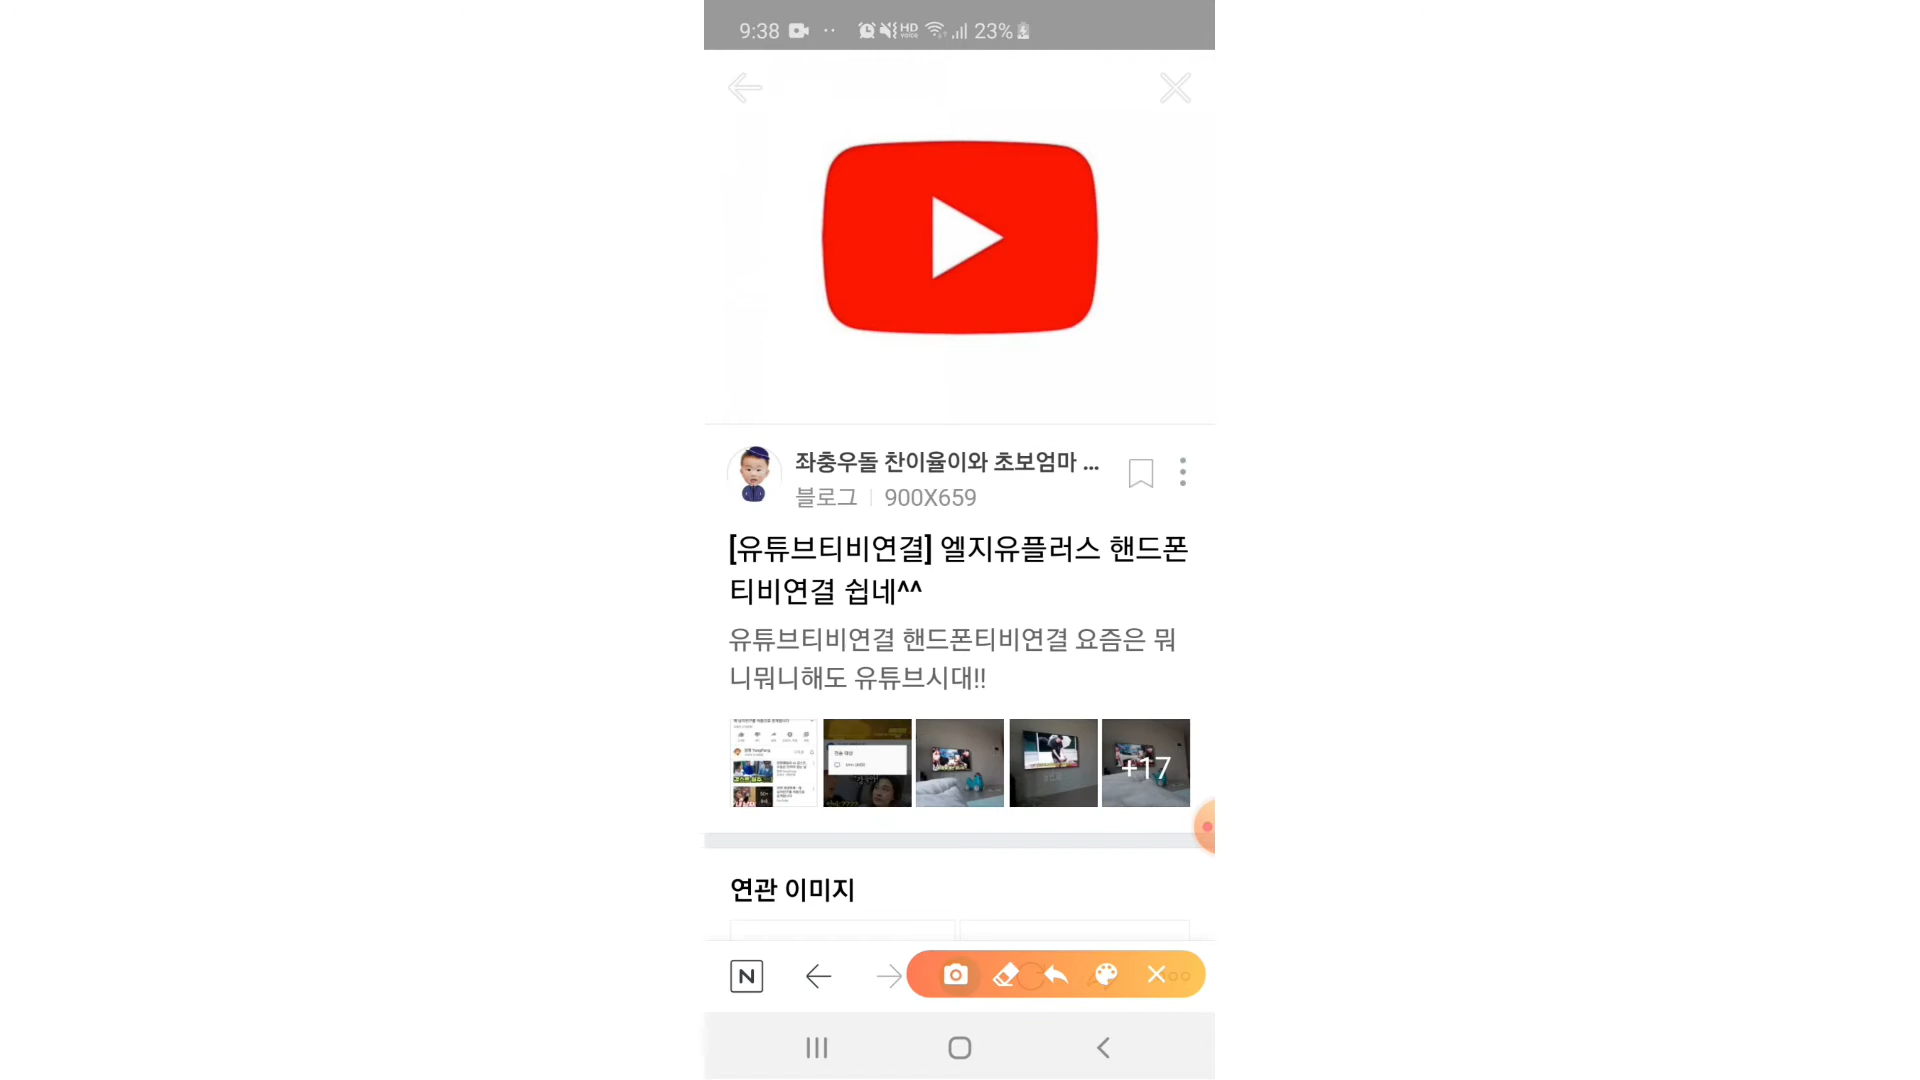 9:38
HD
voice
23%
좌충우돌 찬이율이와 초보엄마 ...
블로그 | 900X659
[유튜브티비연결] 엘지유플러스 핸드폰
티비연결 쉽네^^
유튜브티비연결 핸드폰티비연결 요즘은 뭐
니뭐니해도 유튜브시대!!
+17
연관 이미지
N